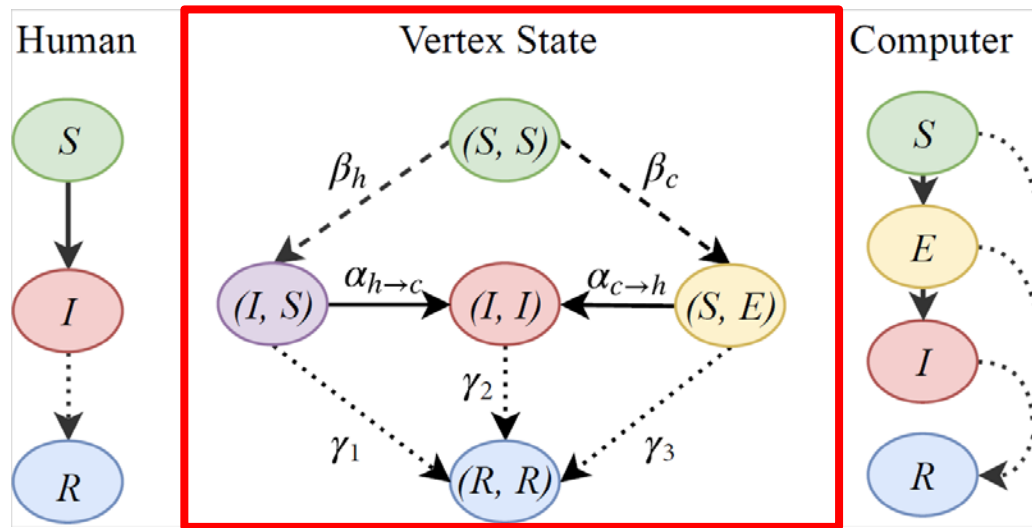 Human
Vertex State
Computer
S
I
R
(S, S)
β_h
β_c
(I, S)
α_{h→c}
(I, I)
α_{c→h}
(S, E)
γ_1
γ_2
γ_3
(R, R)
S
E
I
R